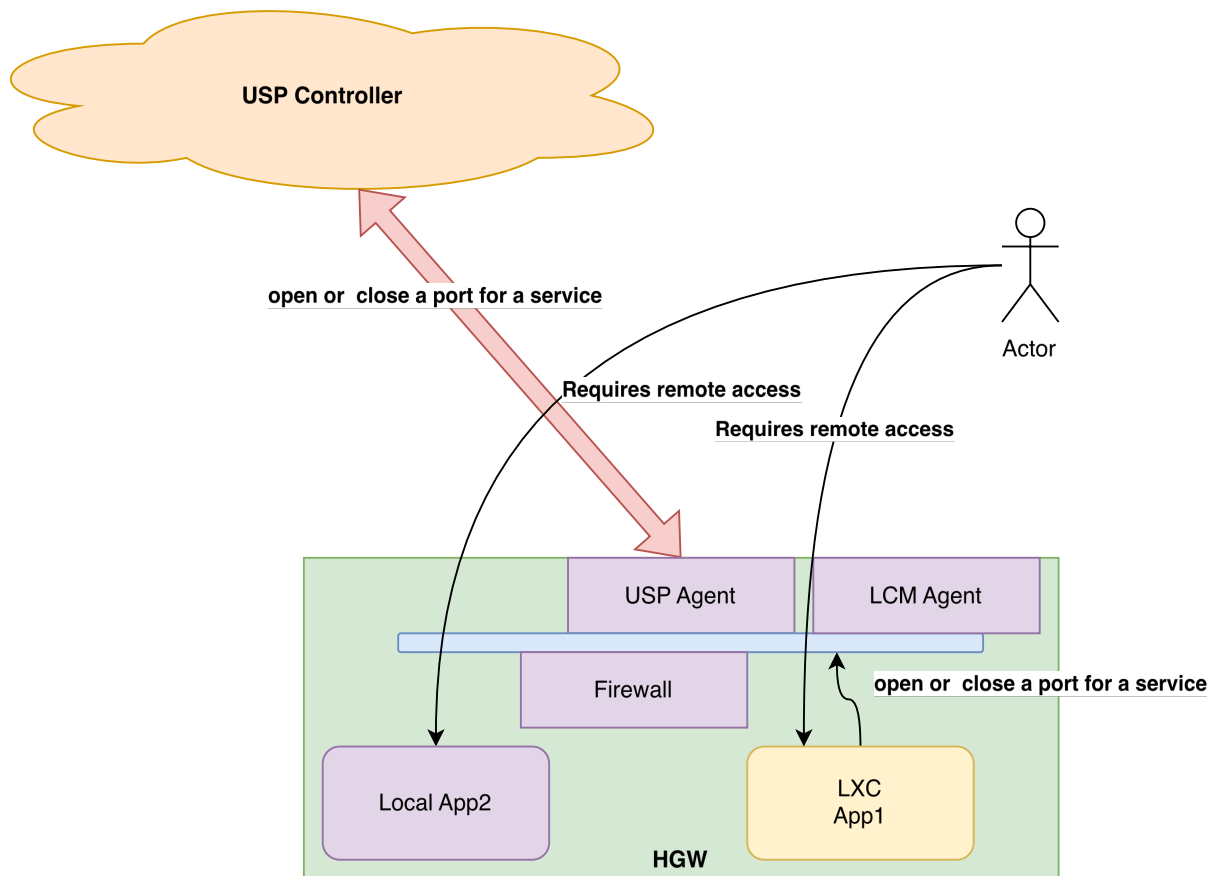 USP Controller
open or  close a port for a service
Actor
Requires remote access
Requires remote access
USP Agent
LCM Agent
Firewall
open or  close a port for a service
Local App2
LXC
App1
HGW